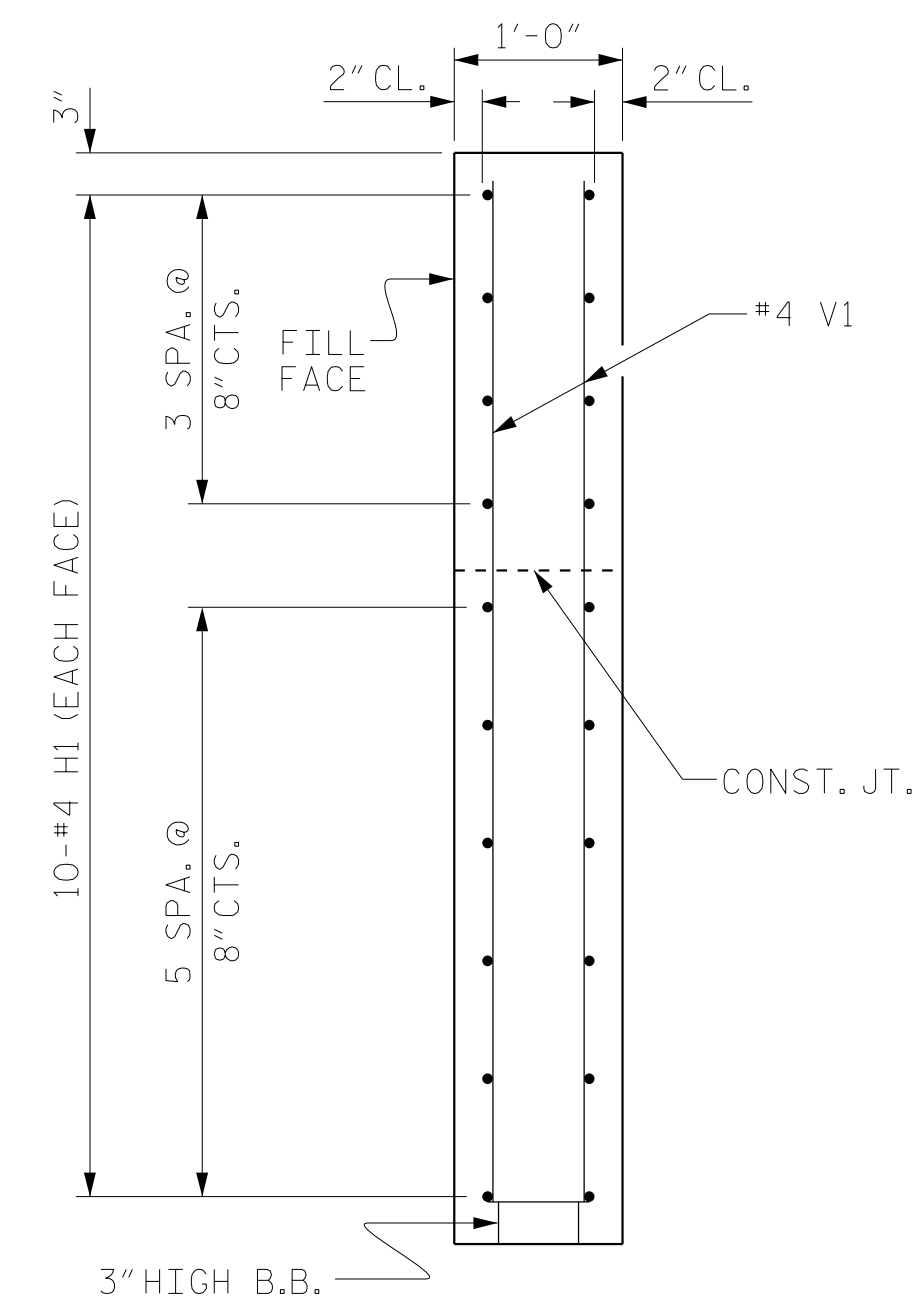 1'-0"
2" CL.
2" CL.
3"
3 SPA. @
8" CTS.
FILL
FACE
#4 V1
10-#4 H1 (EACH FACE)
CONST. JT.
5 SPA. @
8" CTS.
3" HIGH B.B.